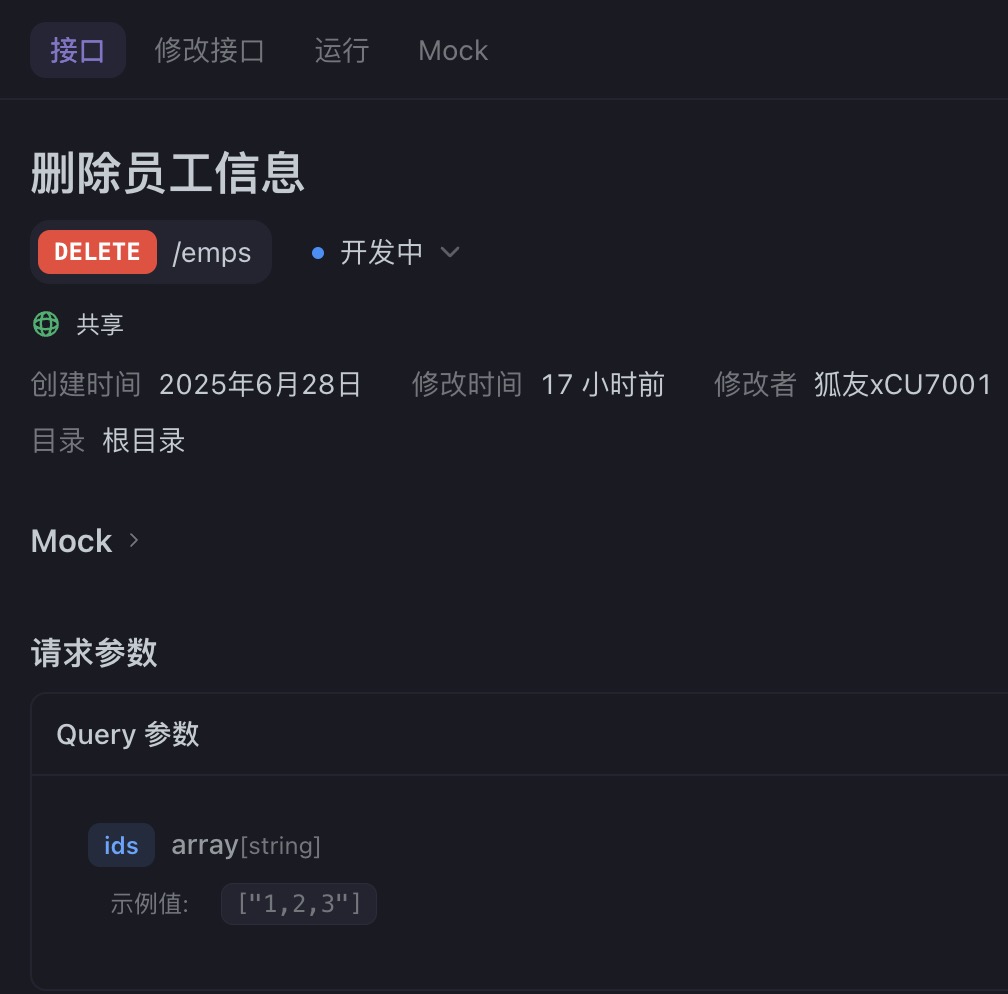 接口 修改接口 运行 Mock
删除员工信息
DELETE /emps 开发中
共享
创建时间 2025年6月28日 修改时间 17 小时前 修改者 狐友xCU7001
目录 根目录
Mock
请求参数
Query 参数
ids array[string]
示例值: ["1,2,3"]